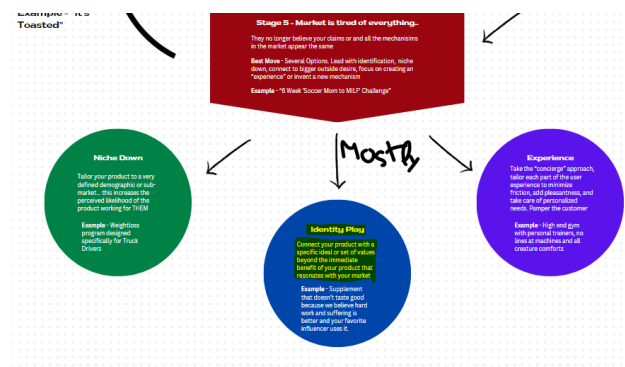 Example - "It's
Toasted"
Stage 5 - Market is tired of everything..
They no longer believe your claims or and all the mechanisims
in the market appear the same
Best Move - Several Options. Lead with identification, niche
down, connect to bigger outside desire, focus on creating an
"experience" or invent a new mechanism
Example - "6 Week 'Soccer Mom to MILF' Challenge"
Mostly
Niche Down
Tailor your product to a very
defined demographic or sub-
market... this increases the
perceived likelihood of the
product working for THEM
Example - Weightloss
program designed
specifically for Truck
Drivers
Identity Play
Connect your product with a
specific ideal or set of values
beyond the immediate
benefit of your product that
resonates with your market
Example - Supplement
that doesn't taste good
because we believe hard
work and suffering is
better and your favorite
influencer uses it.
Experience
Take the "concierge" approach,
tailor each part of the user
experience to minimize
friction, add pleasantness, and
take care of personalized
needs. Pamper the customer
Example - High end gym
with personal trainers, no
lines at machines and all
creature comforts